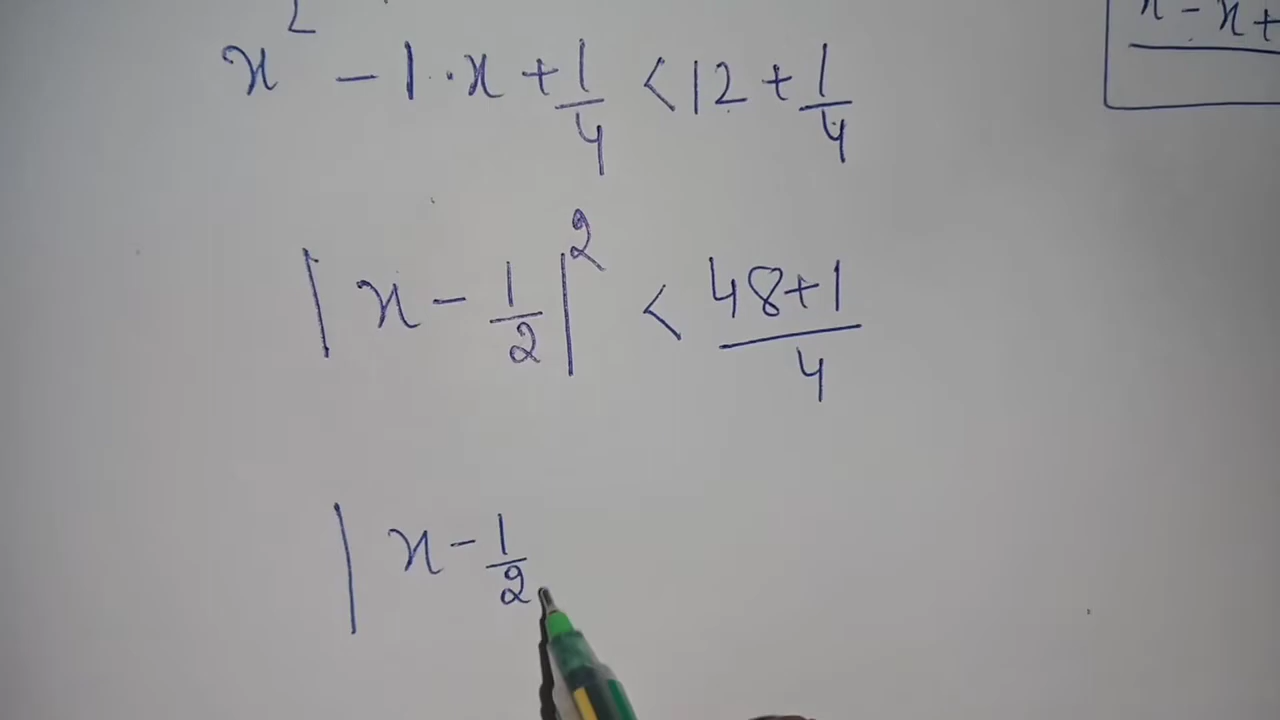 x - x +
x² - 1·x + 1/4 < 12 + 1/4
|x - 1/2|² < (48+1)/4
|x - 1/2